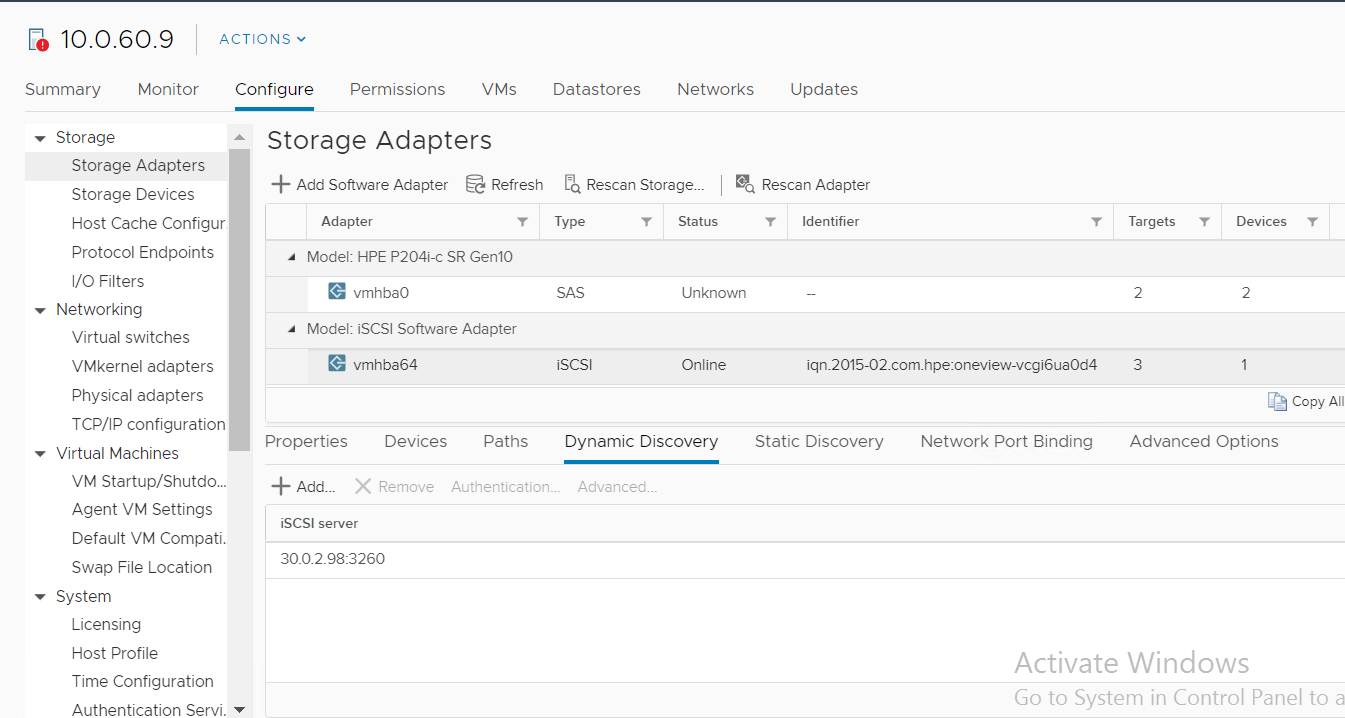 10.0.60.9 ACTIONS
Summary Monitor Configure Permissions VMs Datastores Networks Updates
Storage
Storage Adapters
Storage Devices
Host Cache Configur
Protocol Endpoints
I/O Filters
Networking
Virtual switches
VMkernel adapters
Physical adapters
TCP/IP configuration
Virtual Machines
VM Startup/Shutdo...
Agent VM Settings
Default VM Compati.
Swap File Location
System
Licensing
Host Profile
Time Configuration
Authentication Servi.
Storage Adapters
Add Software Adapter Refresh Rescan Storage... Rescan Adapter
Adapter Type Status Identifier Targets Devices
Model: HPE P204i-c SR Gen10
vmhba0 SAS Unknown -- 2 2
Model: iSCSI Software Adapter
vmhba64 iSCSI Online iqn.2015-02.com.hpe:oneview-vcgi6ua0d4 3 1
Copy All
Properties Devices Paths Dynamic Discovery Static Discovery Network Port Binding Advanced Options
Add... Remove Authentication... Advanced...
iSCSI server
30.0.2.98:3260
Activate Windows
Go to System in Control Panel to a